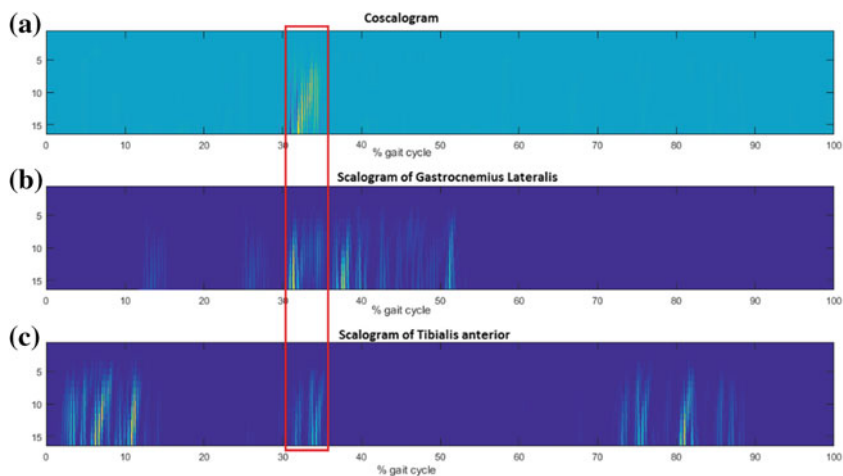 (a)
Coscalogram
5
10
15
0 10 20 30 40 50 60 70 80 90 100
% gait cycle
(b)
Scalogram of Gastrocnemius Lateralis
5
10
15
0 10 20 30 40 50 60 70 80 90 100
% gait cycle
(c)
Scalogram of Tibialis anterior
5
10
15
0 10 20 30 40 50 60 70 80 90 100
% gait cycle